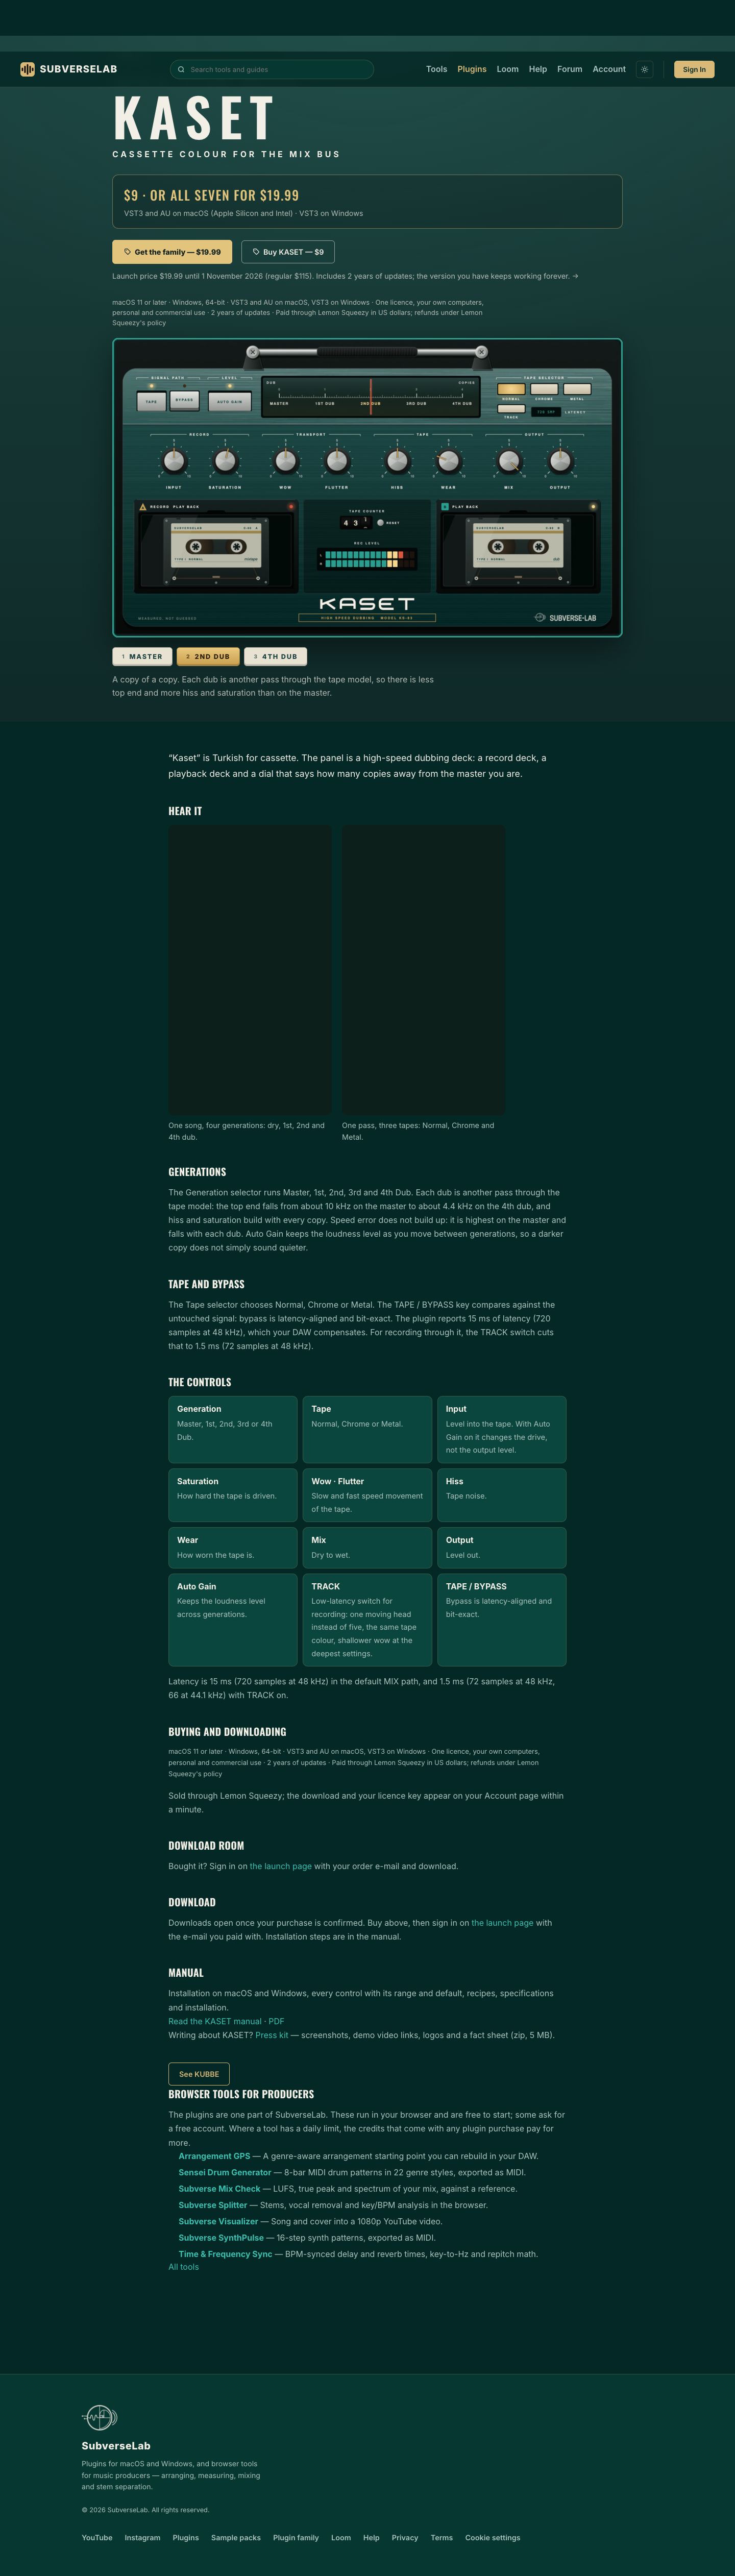 SUBVERSELAB
Search tools and guides
Tools Plugins Loom Help Forum Account
Sign In
KASET
CASSETTE COLOUR FOR THE MIX BUS
$9 · OR ALL SEVEN FOR $19.99
VST3 and AU on macOS (Apple Silicon and Intel) · VST3 on Windows
Get the family — $19.99
Buy KASET — $9
Launch price $19.99 until 1 November 2026 (regular $115). Includes 2 years of updates; the version you have keeps working forever. →
macOS 11 or later · Windows, 64-bit · VST3 and AU on macOS, VST3 on Windows · One licence, your own computers,
personal and commercial use · 2 years of updates · Paid through Lemon Squeezy in US dollars; refunds under Lemon
Squeezy's policy
SIGNAL PATH LEVEL
TAPE BYPASS AUTO GAIN
DUB COPIES
MASTER 1ST DUB 2ND DUB 3RD DUB 4TH DUB
TAPE SELECTOR
NORMAL CHROME METAL
TRACK LATENCY
RECORD TRANSPORT TAPE OUTPUT
INPUT SATURATION WOW FLUTTER HISS WEAR MIX OUTPUT
RECORD PLAY BACK
SUBVERSELAB
TAPE COUNTER
4 3
RESET
REC LEVEL
PLAY BACK
SUBVERSELAB
KASET
MEASURED, NOT GUESSED
SUBVERSE-LAB
1 MASTER
2 2ND DUB
3 4TH DUB
A copy of a copy. Each dub is another pass through the tape model, so there is less
top end and more hiss and saturation than on the master.
“Kaset” is Turkish for cassette. The panel is a high-speed dubbing deck: a record deck, a
playback deck and a dial that says how many copies away from the master you are.
HEAR IT
One song, four generations: dry, 1st, 2nd and
4th dub.
One pass, three tapes: Normal, Chrome and
Metal.
GENERATIONS
The Generation selector runs Master, 1st, 2nd, 3rd and 4th Dub. Each dub is another pass through the
tape model: the top end falls from about 10 kHz on the master to about 4.4 kHz on the 4th dub, and
hiss and saturation build with every copy. Speed error does not build up: it is highest on the master and
falls with each dub. Auto Gain keeps the loudness level as you move between generations, so a darker
copy does not simply sound quieter.
TAPE AND BYPASS
The Tape selector chooses Normal, Chrome or Metal. The TAPE / BYPASS key compares against the
untouched signal: bypass is latency-aligned and bit-exact. The plugin reports 15 ms of latency (720
samples at 48 kHz), which your DAW compensates. For recording through it, the TRACK switch cuts
that to 1.5 ms (72 samples at 48 kHz).
THE CONTROLS
Generation
Master, 1st, 2nd, 3rd or 4th
Dub.
Tape
Normal, Chrome or Metal.
Input
Level into the tape. With Auto
Gain on it changes the drive,
not the output level.
Saturation
How hard the tape is driven.
Wow · Flutter
Slow and fast speed movement
of the tape.
Hiss
Tape noise.
Wear
How worn the tape is.
Mix
Dry to wet.
Output
Level out.
Auto Gain
Keeps the loudness level
across generations.
TRACK
Low-latency switch for
recording: one moving head
instead of five, the same tape
colour, shallower wow at the
deepest settings.
TAPE / BYPASS
Bypass is latency-aligned and
bit-exact.
Latency is 15 ms (720 samples at 48 kHz) in the default MIX path, and 1.5 ms (72 samples at 48 kHz,
66 at 44.1 kHz) with TRACK on.
BUYING AND DOWNLOADING
macOS 11 or later · Windows, 64-bit · VST3 and AU on macOS, VST3 on Windows · One licence, your own computers,
personal and commercial use · 2 years of updates · Paid through Lemon Squeezy in US dollars; refunds under Lemon
Squeezy's policy
Sold through Lemon Squeezy; the download and your licence key appear on your Account page within
a minute.
DOWNLOAD ROOM
Bought it? Sign in on the launch page with your order e-mail and download.
DOWNLOAD
Downloads open once your purchase is confirmed. Buy above, then sign in on the launch page with
the e-mail you paid with. Installation steps are in the manual.
MANUAL
Installation on macOS and Windows, every control with its range and default, recipes, specifications
and installation.
Read the KASET manual · PDF
Writing about KASET? Press kit — screenshots, demo video links, logos and a fact sheet (zip, 5 MB).
See KUBBE
BROWSER TOOLS FOR PRODUCERS
The plugins are one part of SubverseLab. These run in your browser and are free to start; some ask for
a free account. Where a tool has a daily limit, the credits that come with any plugin purchase pay for
more.
Arrangement GPS — A genre-aware arrangement starting point you can rebuild in your DAW.
Sensei Drum Generator — 8-bar MIDI drum patterns in 22 genre styles, exported as MIDI.
Subverse Mix Check — LUFS, true peak and spectrum of your mix, against a reference.
Subverse Splitter — Stems, vocal removal and key/BPM analysis in the browser.
Subverse Visualizer — Song and cover into a 1080p YouTube video.
Subverse SynthPulse — 16-step synth patterns, exported as MIDI.
Time & Frequency Sync — BPM-synced delay and reverb times, key-to-Hz and repitch math.
All tools
SubverseLab
Plugins for macOS and Windows, and browser tools
for music producers — arranging, measuring, mixing
and stem separation.
© 2026 SubverseLab. All rights reserved.
YouTube Instagram Plugins Sample packs Plugin family Loom Help Privacy Terms Cookie settings